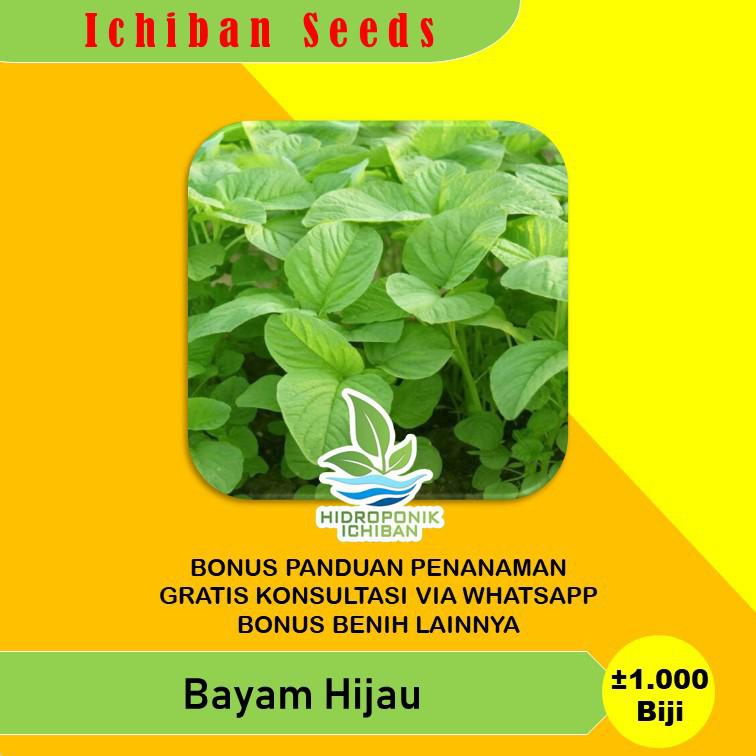 Ichiban Seeds
HIDROPONIK
ICHIBAN
BONUS PANDUAN PENANAMAN
GRATIS KONSULTASI VIA WHATSAPP
BONUS BENIH LAINNYA
Bayam Hijau
±1.000
Biji